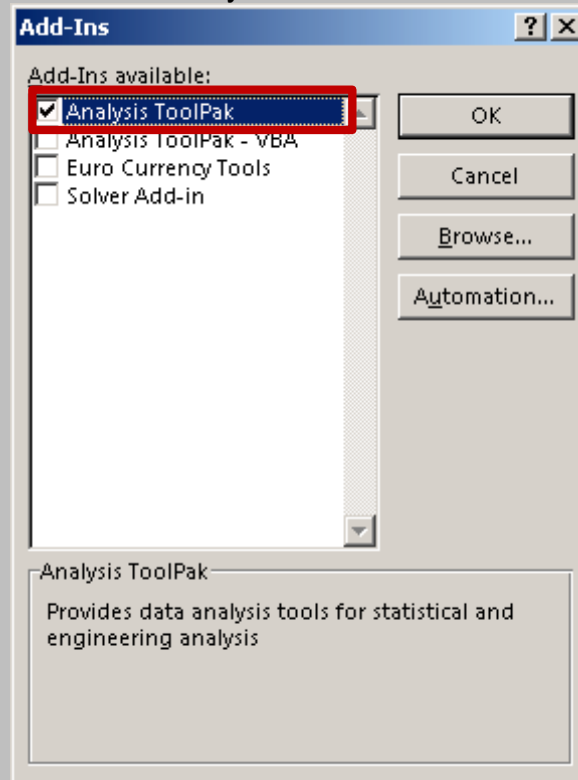 Add-Ins
Add-Ins available:
Analysis ToolPak
Analysis ToolPak - VBA
Euro Currency Tools
Solver Add-in
OK
Cancel
Browse...
Automation...
Analysis ToolPak
Provides data analysis tools for statistical and
engineering analysis